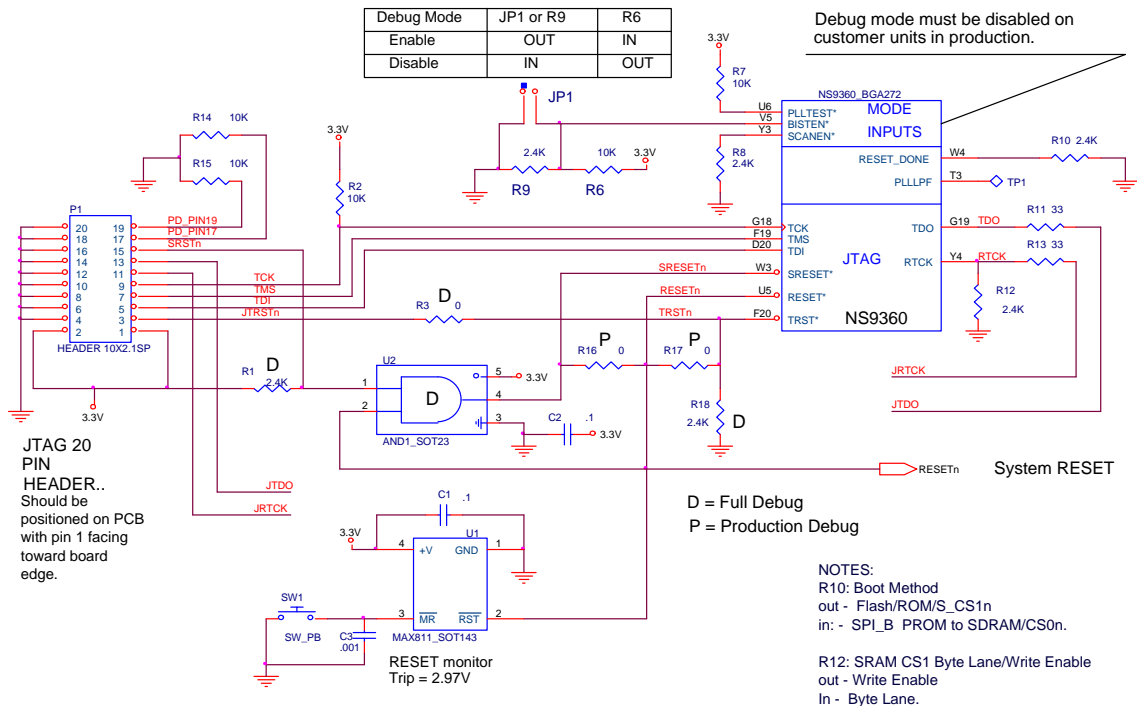 Debug Mode JP1 or R9 R6
Enable OUT IN
Disable IN OUT
Debug mode must be disabled on
customer units in production.
3.3V
R7
10K
NS9360_BGA272
JP1
U6 PLLTEST* MODE
V5 BISTEN* INPUTS
Y3 SCANEN*
R14 10K
R15 10K
3.3V
R2
10K
2.4K
R9
10K
R6
3.3V
R8
2.4K
RESET_DONE W4
R10 2.4K
PLLLPF T3
TP1
P1
PD_PIN19
PD_PIN17
SRSTn
20 19
18 17
16 15
14 13
12 11
10 9
8 7
6 5
4 3
2 1
HEADER 10X2.1SP
TCK
TMS
TDI
JTRSTn
G18 TCK
F19 TMS
D20 TDI
JTAG
SRESETn W3 SRESET*
RESETn U5 RESET*
TRSTn F20 TRST*
NS9360
TDO G19 TDO
R11 33
R13 33
RTCK Y4 RTCK
R12
2.4K
D
R3 0
P
R16 0
P
R17 0
R18
2.4K
D
JRTCK
JTDO
D
R1
2.4K
3.3V
U2
1
2
D
5 3.3V
4
3
AND1_SOT23
C2 .1
3.3V
RESETn
System RESET
JTAG 20
PIN
HEADER..
Should be
positioned on PCB
with pin 1 facing
toward board
edge.
JTDO
JRTCK
D = Full Debug
P = Production Debug
C1 .1
3.3V
U1
4 +V GND 1
3 MR RST 2
MAX811_SOT143
SW1
SW_PB
C3
.001
RESET monitor
Trip = 2.97V
NOTES:
R10: Boot Method
out - Flash/ROM/S_CS1n
in: - SPI_B PROM to SDRAM/CS0n.
R12: SRAM CS1 Byte Lane/Write Enable
out - Write Enable
In - Byte Lane.